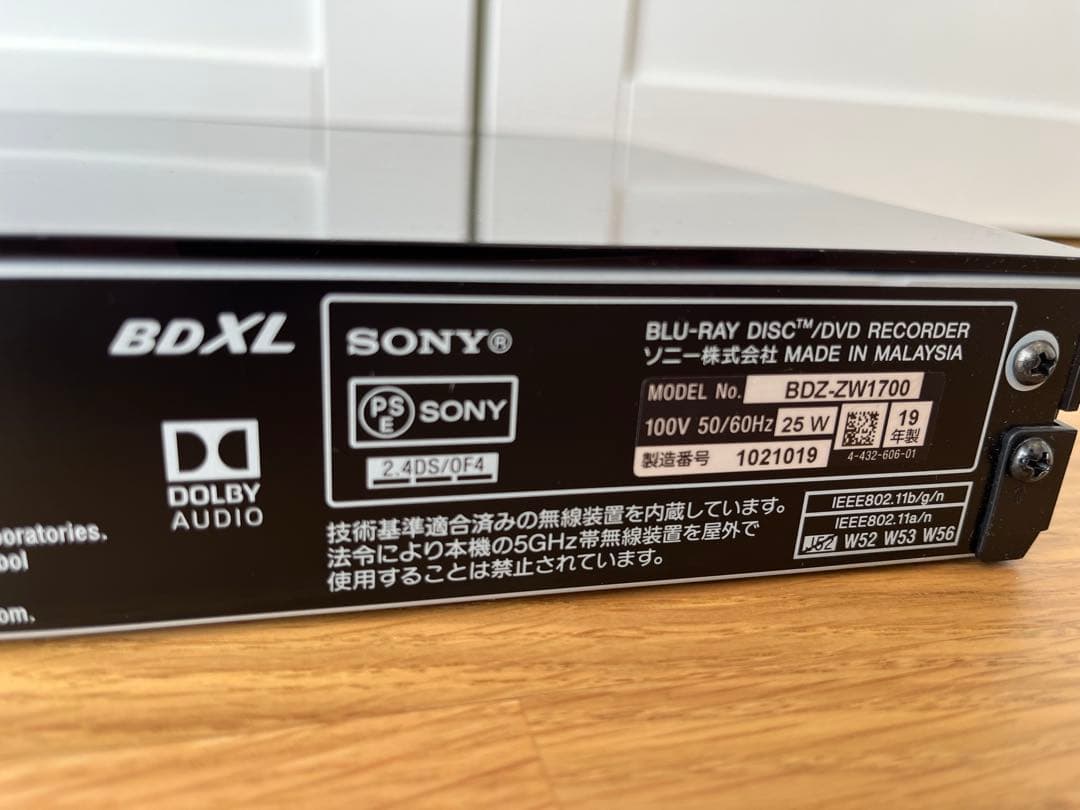 BDXL
DOLBY
AUDIO
oratories.
ool
om.
SONY®
PS
E
SONY
2.4DS/OF4
BLU-RAY DISC™/DVD RECORDER
ソニー株式会社 MADE IN MALAYSIA
MODEL No. BDZ-ZW1700
100V 50/60Hz 25 W
19
年製
製造番号 1021019
4-432-606-01
技術基準適合済みの無線装置を内蔵しています。
法令により本機の5GHz帯無線装置を屋外で
使用することは禁止されています。
IEEE802.11b/g/n
IEEE802.11a/n
J52 W52 W53 W56